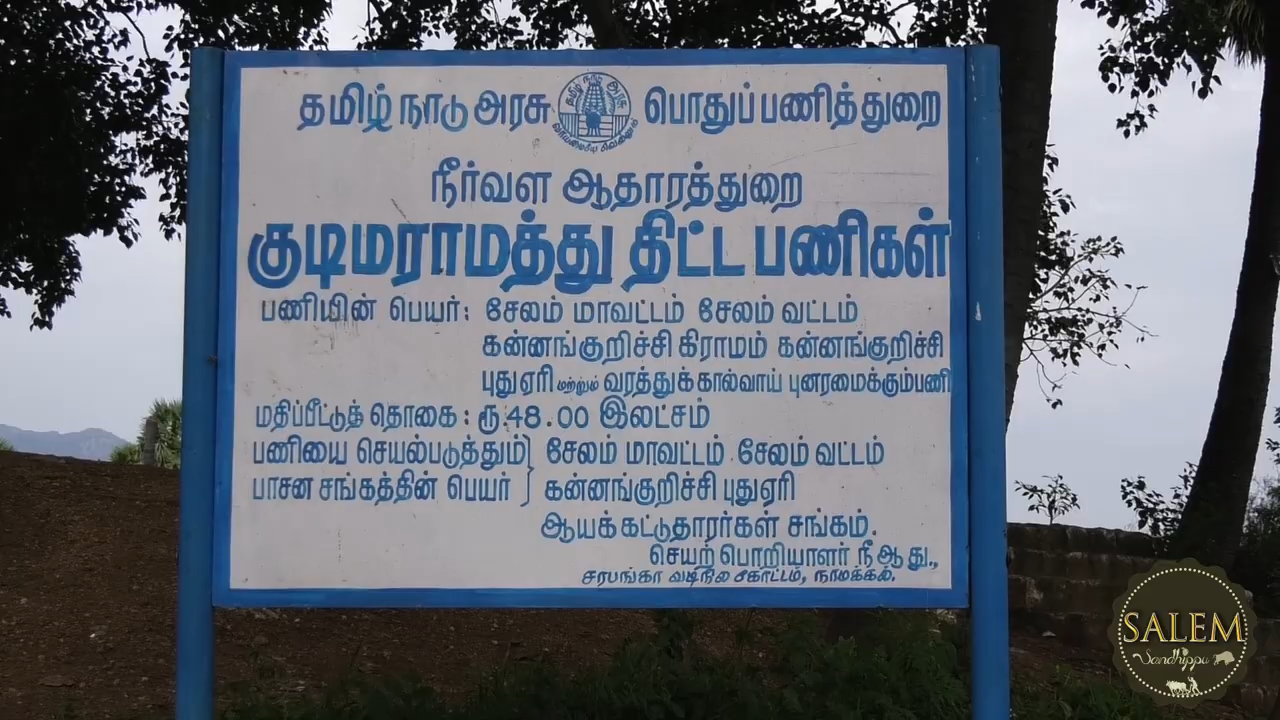 தமிழ் நாடு அரசு பொதுப்பணித்துறை
நீர்வள ஆதாரத்துறை
குடிமராமத்து திட்ட பணிகள்
பணியின் பெயர்: சேலம் மாவட்டம் சேலம் வட்டம்
கன்னங்குறிச்சி கிராமம் கன்னங்குறிச்சி
புதுஏரி மற்றும் வரத்துக்கால்வாய் புனரமைக்கும்பணி
மதிப்பீட்டுத் தொகை : ரூ.48.00 இலட்சம்
பணியை செயல்படுத்தும் } சேலம் மாவட்டம் சேலம் வட்டம்
பாசன சங்கத்தின் பெயர் } கன்னங்குறிச்சி புதுஏரி
ஆயக்கட்டுதாரர்கள் சங்கம்.
செயற் பொறியாளர் நீ ஆ து.,
சரபங்கா வடிநில கோட்டம், நாமக்கல்.
SALEM
Sandhippu